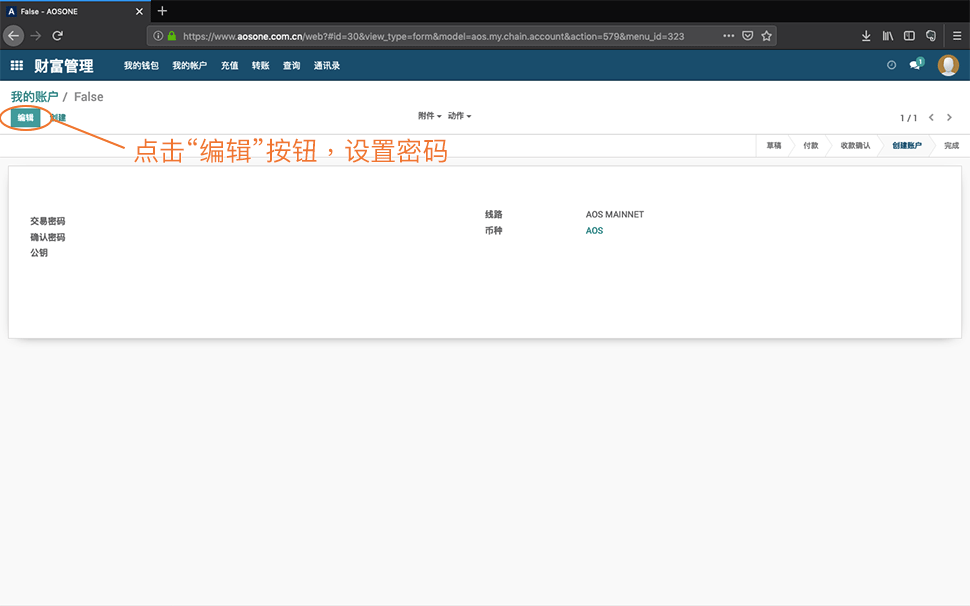 False - AOSONE
https://www.aosone.com.cn/web?#id=30&view_type=form&model=aos.my.chain.account&action=579&menu_id=323
财富管理 我的钱包 我的帐户 充值 转账 查询 通讯录 1
我的账户 / False
编辑 创建 附件 动作 1 / 1
点击“编辑”按钮，设置密码
草稿 付款 收款确认 创建账户 完成
交易密码
确认密码
公钥
线路 AOS MAINNET
币种 AOS